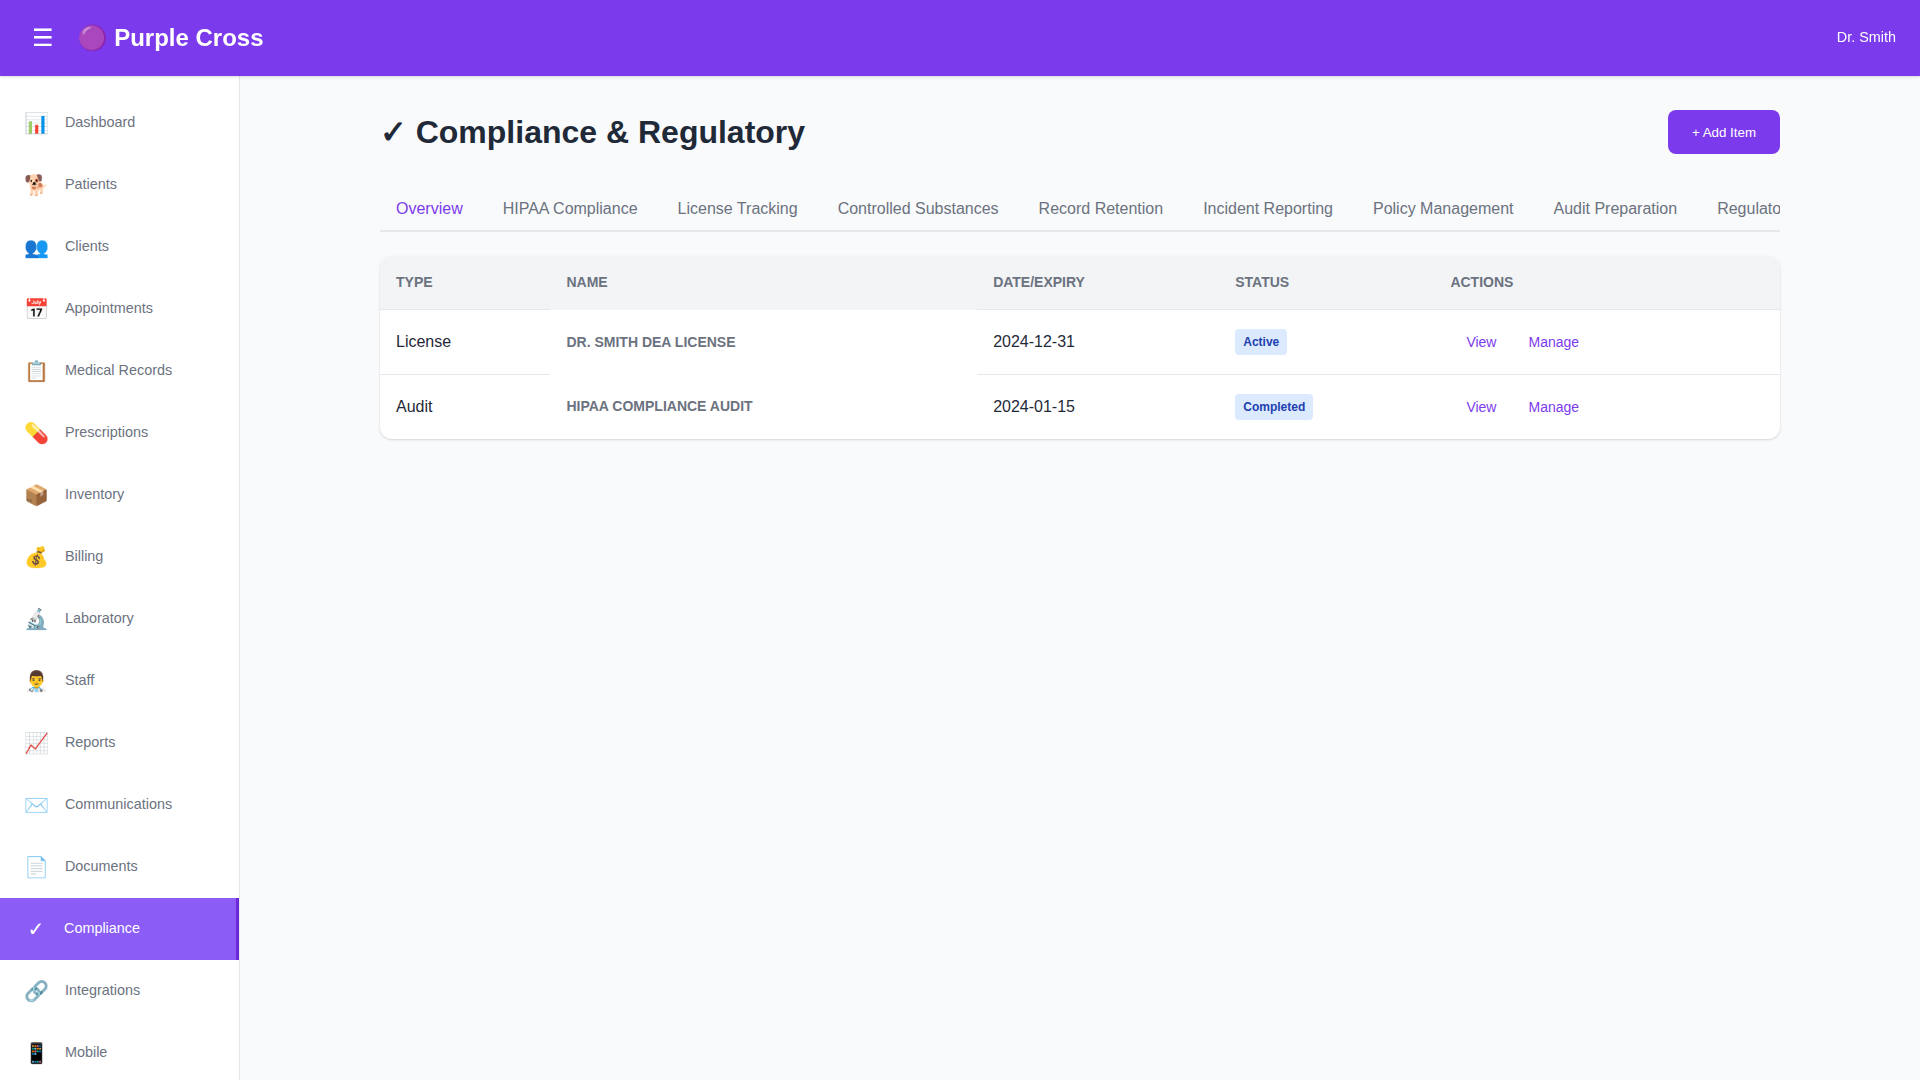 ☰ 🟣 Purple Cross
Dr. Smith
📊 Dashboard
🐕 Patients
👥 Clients
📅 Appointments
📋 Medical Records
💊 Prescriptions
📦 Inventory
💰 Billing
🔬 Laboratory
👨‍⚕️ Staff
📈 Reports
✉️ Communications
📄 Documents
✓ Compliance
🔗 Integrations
📱 Mobile
✓ Compliance & Regulatory
+ Add Item
Overview HIPAA Compliance License Tracking Controlled Substances Record Retention Incident Reporting Policy Management Audit Preparation Regulato
TYPE NAME DATE/EXPIRY STATUS ACTIONS
License DR. SMITH DEA LICENSE 2024-12-31 Active View Manage
Audit HIPAA COMPLIANCE AUDIT 2024-01-15 Completed View Manage